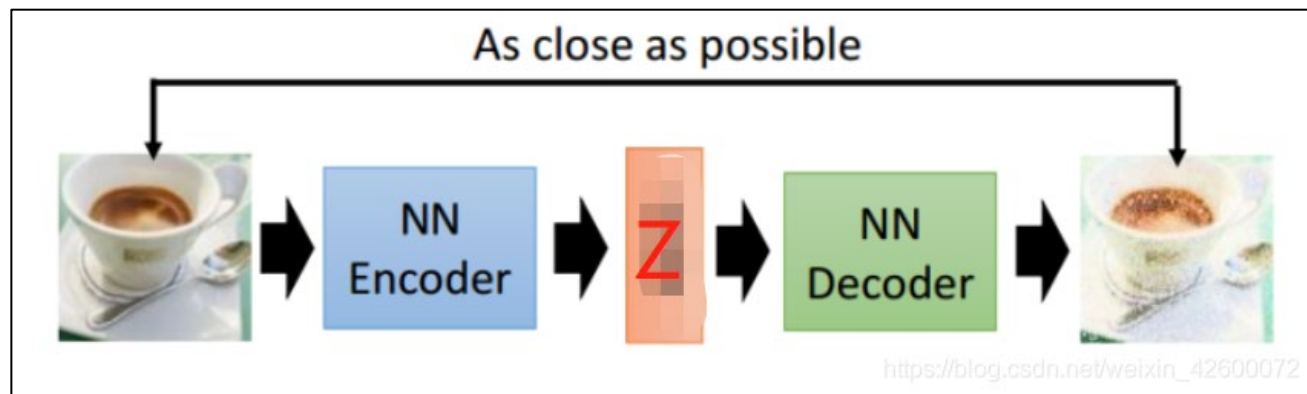 As close as possible
NN
Encoder
Z
NN
Decoder
https://blog.csdn.net/weixin_42600072